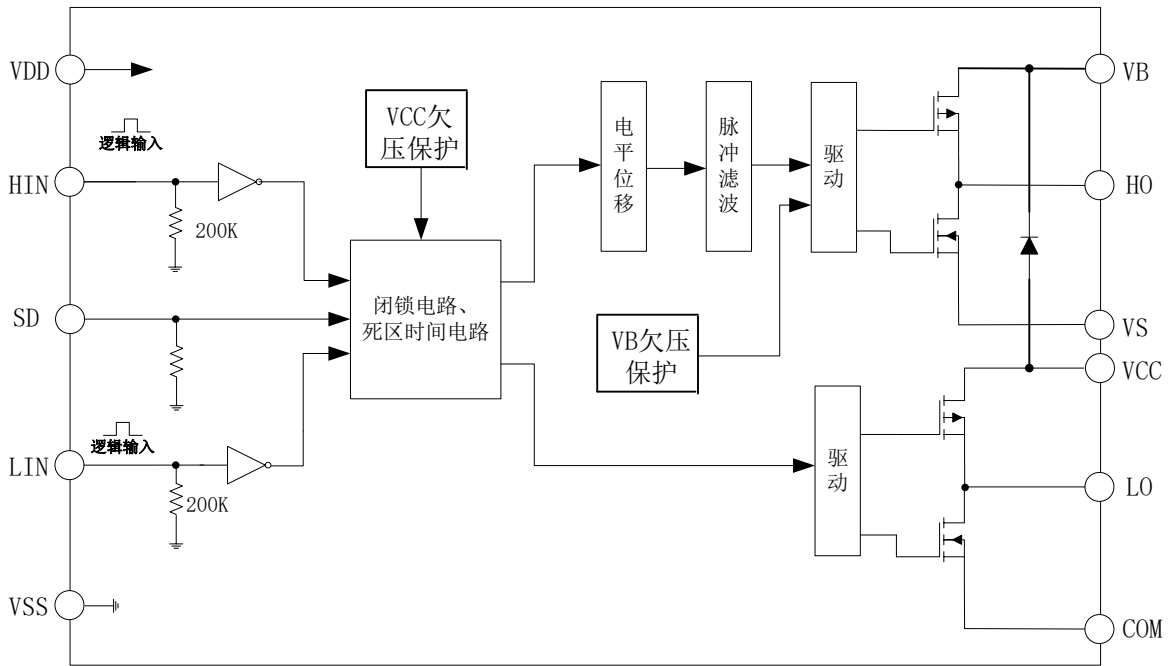 VDD
逻辑输入
HIN
200K
SD
逻辑输入
LIN
200K
VSS
VCC欠
压保护
闭锁电路、
死区时间电路
电
平
位
移
脉
冲
滤
波
驱
动
VB欠压
保护
驱
动
VB
HO
VS
VCC
LO
COM